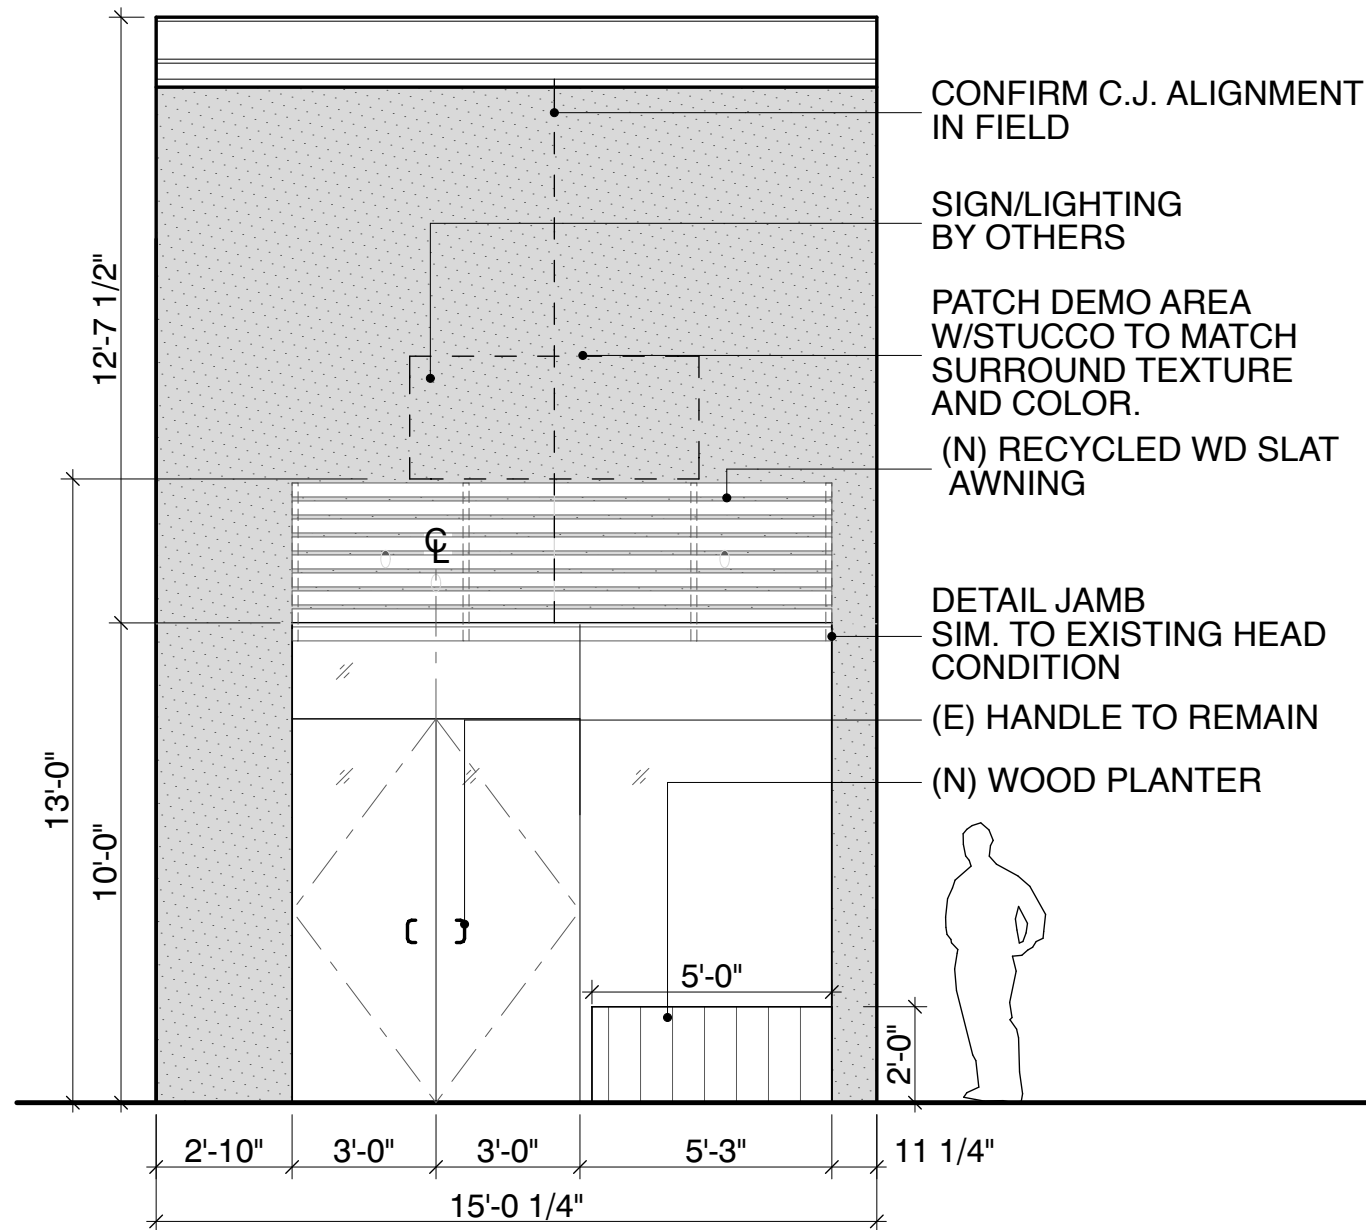 CONFIRM C.J. ALIGNMENT
IN FIELD
SIGN/LIGHTING
BY OTHERS
PATCH DEMO AREA
W/STUCCO TO MATCH
SURROUND TEXTURE
AND COLOR.
(N) RECYCLED WD SLAT
AWNING
DETAIL JAMB
SIM. TO EXISTING HEAD
CONDITION
(E) HANDLE TO REMAIN
(N) WOOD PLANTER
12'-7 1/2"
13'-0"
10'-0"
℄
5'-0"
2'-0"
2'-10"
3'-0"
3'-0"
5'-3"
11 1/4"
15'-0 1/4"